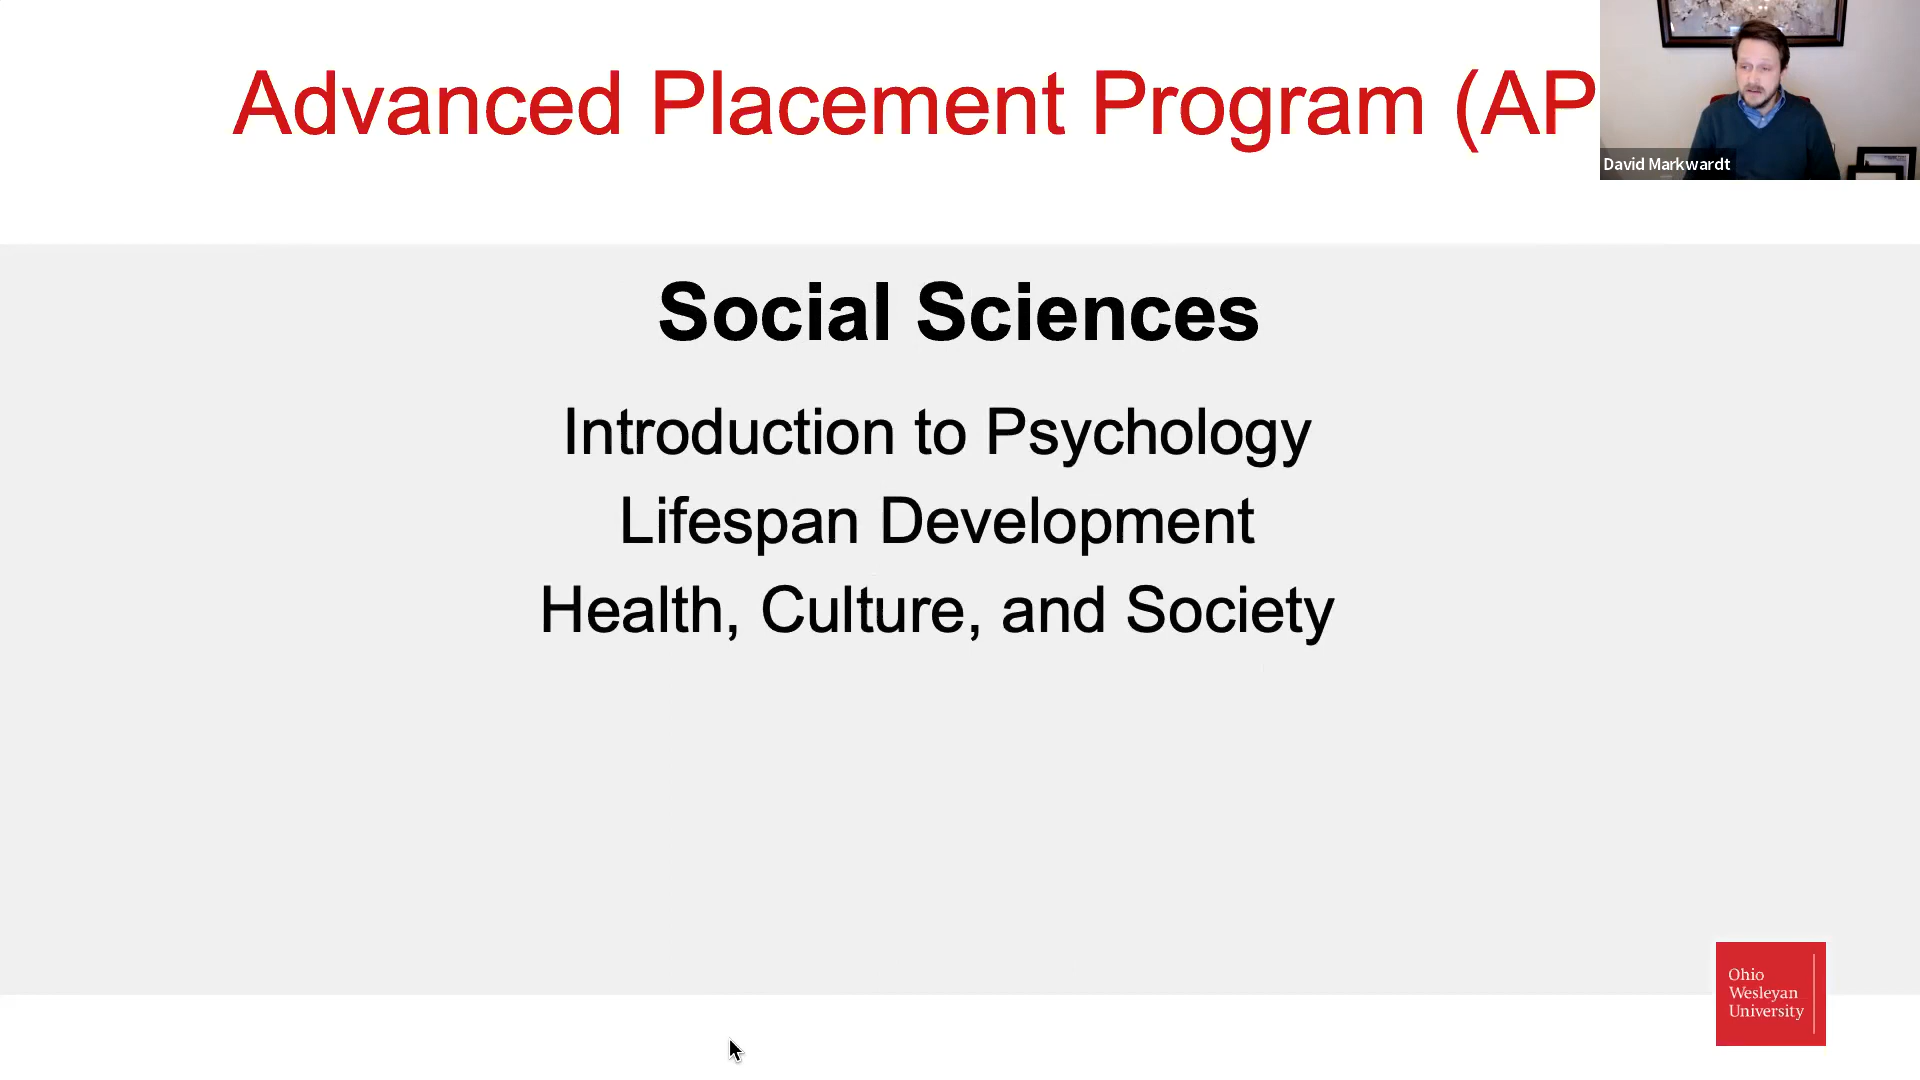 Advanced Placement Program (AP
David Markwardt
Social Sciences
Introduction to Psychology
Lifespan Development
Health, Culture, and Society
Ohio
Wesleyan
University